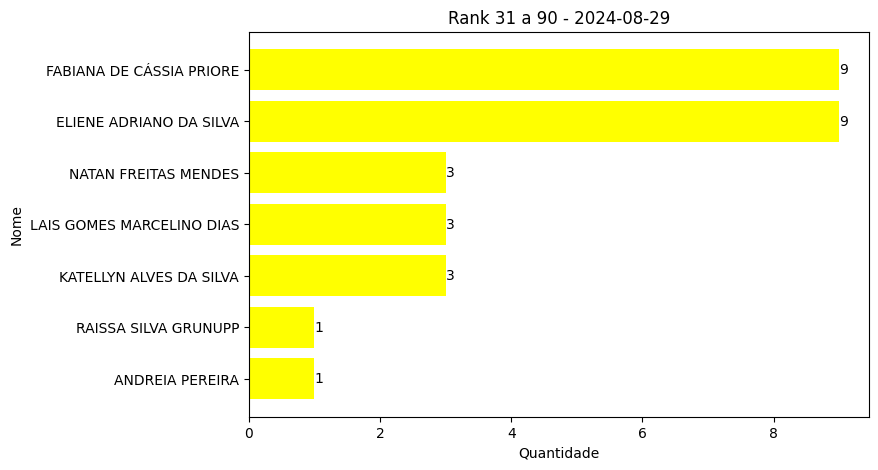 Rank 31 a 90 - 2024-08-29
FABIANA DE CÁSSIA PRIORE 9
ELIENE ADRIANO DA SILVA 9
NATAN FREITAS MENDES 3
LAIS GOMES MARCELINO DIAS 3
KATELLYN ALVES DA SILVA 3
RAISSA SILVA GRUNUPP 1
ANDREIA PEREIRA 1
Nome
0 2 4 6 8
Quantidade